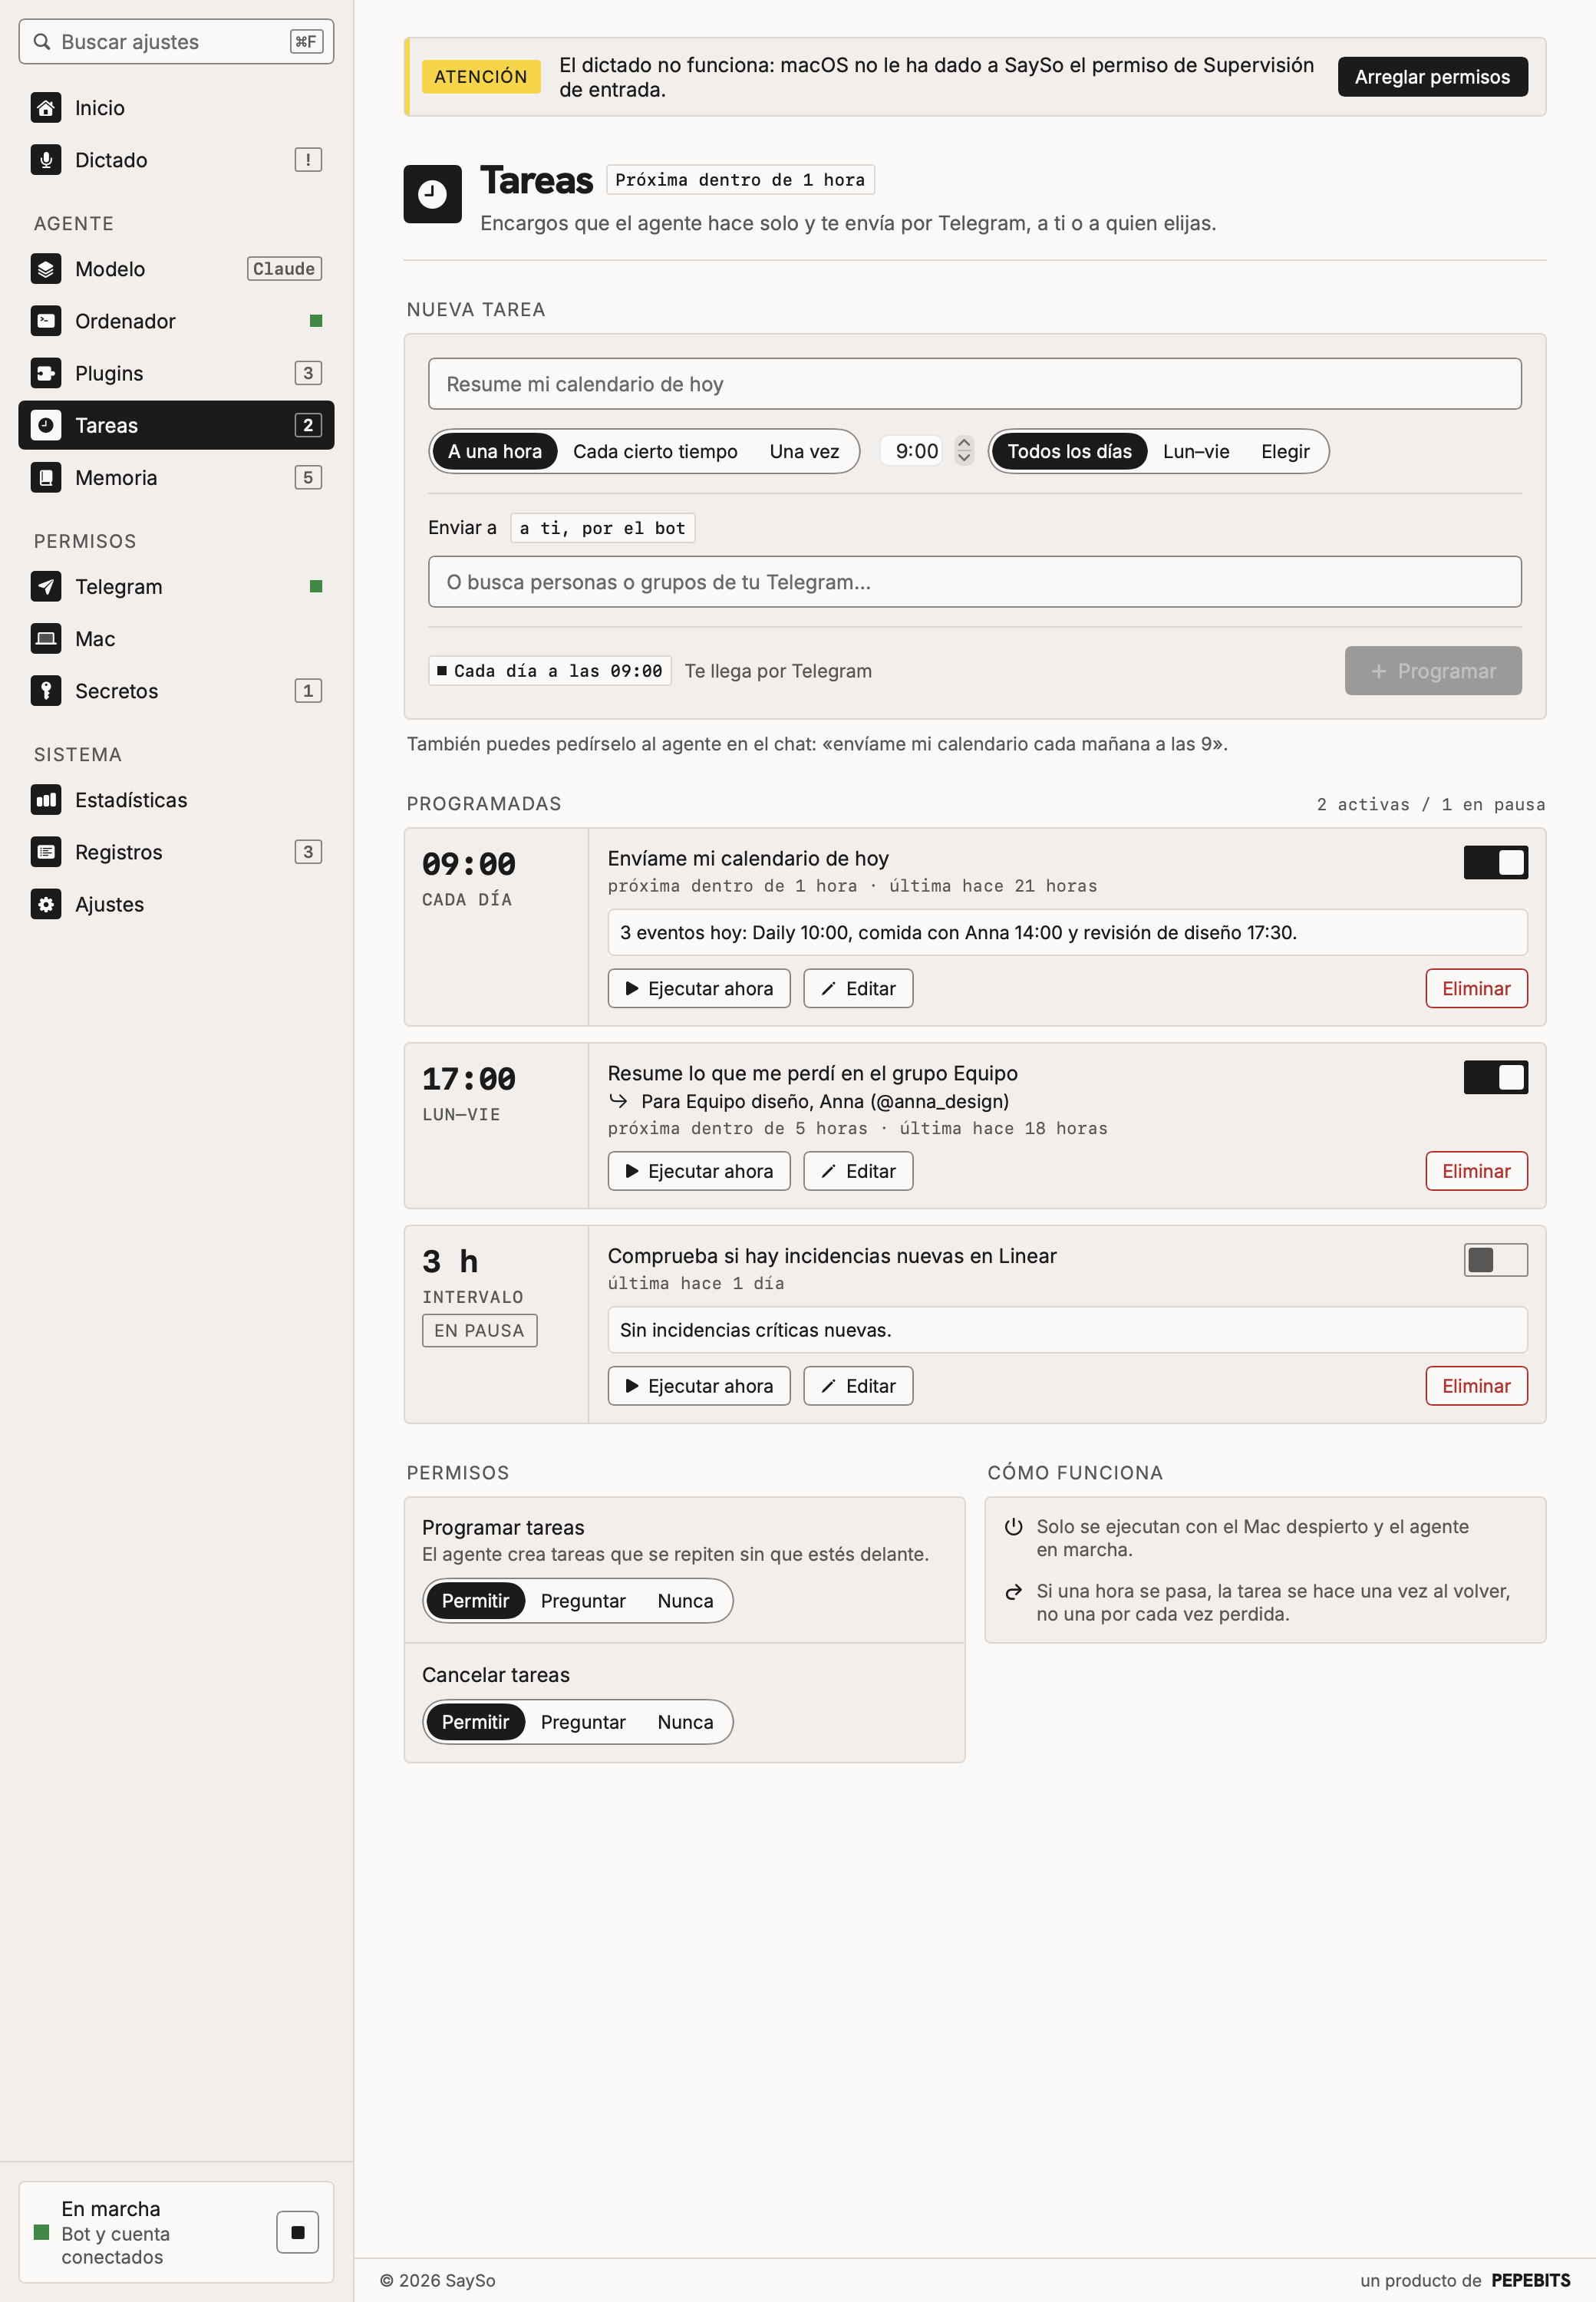 Buscar ajustes ⌘F
Inicio
Dictado !
AGENTE
Modelo Claude
Ordenador
Plugins 3
Tareas 2
Memoria 5
PERMISOS
Telegram
Mac
Secretos 1
SISTEMA
Estadísticas
Registros 3
Ajustes
En marcha
Bot y cuenta
conectados
ATENCIÓN
El dictado no funciona: macOS no le ha dado a SaySo el permiso de Supervisión
de entrada.
Arreglar permisos
Tareas Próxima dentro de 1 hora
Encargos que el agente hace solo y te envía por Telegram, a ti o a quien elijas.
NUEVA TAREA
Resume mi calendario de hoy
A una hora Cada cierto tiempo Una vez 9:00 Todos los días Lun–vie Elegir
Enviar a a ti, por el bot
O busca personas o grupos de tu Telegram...
Cada día a las 09:00 Te llega por Telegram + Programar
También puedes pedírselo al agente en el chat: «envíame mi calendario cada mañana a las 9».
PROGRAMADAS 2 activas / 1 en pausa
09:00
CADA DÍA
Envíame mi calendario de hoy
próxima dentro de 1 hora · última hace 21 horas
3 eventos hoy: Daily 10:00, comida con Anna 14:00 y revisión de diseño 17:30.
Ejecutar ahora Editar Eliminar
17:00
LUN–VIE
Resume lo que me perdí en el grupo Equipo
Para Equipo diseño, Anna (@anna_design)
próxima dentro de 5 horas · última hace 18 horas
Ejecutar ahora Editar Eliminar
3 h
INTERVALO
EN PAUSA
Comprueba si hay incidencias nuevas en Linear
última hace 1 día
Sin incidencias críticas nuevas.
Ejecutar ahora Editar Eliminar
PERMISOS
Programar tareas
El agente crea tareas que se repiten sin que estés delante.
Permitir Preguntar Nunca
Cancelar tareas
Permitir Preguntar Nunca
CÓMO FUNCIONA
Solo se ejecutan con el Mac despierto y el agente
en marcha.
Si una hora se pasa, la tarea se hace una vez al volver,
no una por cada vez perdida.
© 2026 SaySo
un producto de PEPEBITS